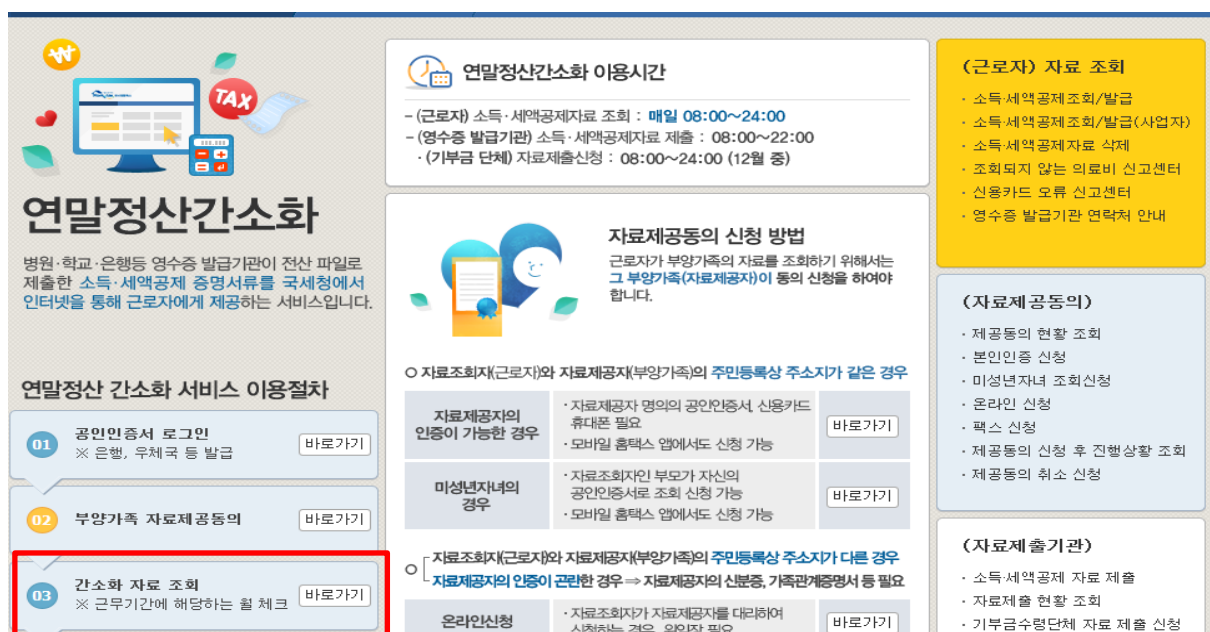 TAX
연말정산간소화
병원·학교·은행등 영수증 발급기관이 전산 파일로
제출한 소득·세액공제 증명서류를 국세청에서
인터넷을 통해 근로자에게 제공하는 서비스입니다.
연말정산 간소화 서비스 이용절차
01 공인인증서 로그인 바로가기
※ 은행, 우체국 등 발급
02 부양가족 자료제공동의 바로가기
03 간소화 자료 조회 바로가기
※ 근무기간에 해당하는 월 체크
연말정산간소화 이용시간
- (근로자) 소득·세액공제자료 조회 : 매일 08:00~24:00
- (영수증 발급기관) 소득·세액공제자료 제출 : 08:00~22:00
· (기부금 단체) 자료제출신청 : 08:00~24:00 (12월 중)
자료제공동의 신청 방법
근로자가 부양가족의 자료를 조회하기 위해서는
그 부양가족(자료제공자)이 동의 신청을 하여야
합니다.
자료조회자(근로자)와 자료제공자(부양가족)의 주민등록상 주소지가 같은 경우
자료제공자의
인증이 가능한 경우
· 자료제공자 명의의 공인인증서, 신용카드
휴대폰 필요
· 모바일 홈택스 앱에서도 신청 가능
바로가기
미성년자녀의
경우
· 자료조회자인 부모가 자신의
공인인증서로 조회 신청 가능
· 모바일 홈택스 앱에서도 신청 가능
바로가기
자료조회자(근로자)와 자료제공자(부양가족)의 주민등록상 주소지가 다른 경우
자료제공자의 인증이 곤란한 경우 ⇒ 자료제공자의 신분증, 가족관계증명서 등 필요
온라인신청
· 자료조회자가 자료제공자를 대리하여
신청하는 경우, 위임장 필요
바로가기
(근로자) 자료 조회
· 소득·세액공제조회/발급
· 소득·세액공제조회/발급(사업자)
· 소득·세액공제자료 삭제
· 조회되지 않는 의료비 신고센터
· 신용카드 오류 신고센터
· 영수증 발급기관 연락처 안내
(자료제공동의)
· 제공동의 현황 조회
· 본인인증 신청
· 미성년자녀 조회신청
· 온라인 신청
· 팩스 신청
· 제공동의 신청 후 진행상황 조회
· 제공동의 취소 신청
(자료제출기관)
· 소득·세액공제 자료 제출
· 자료제출 현황 조회
· 기부금수령단체 자료 제출 신청